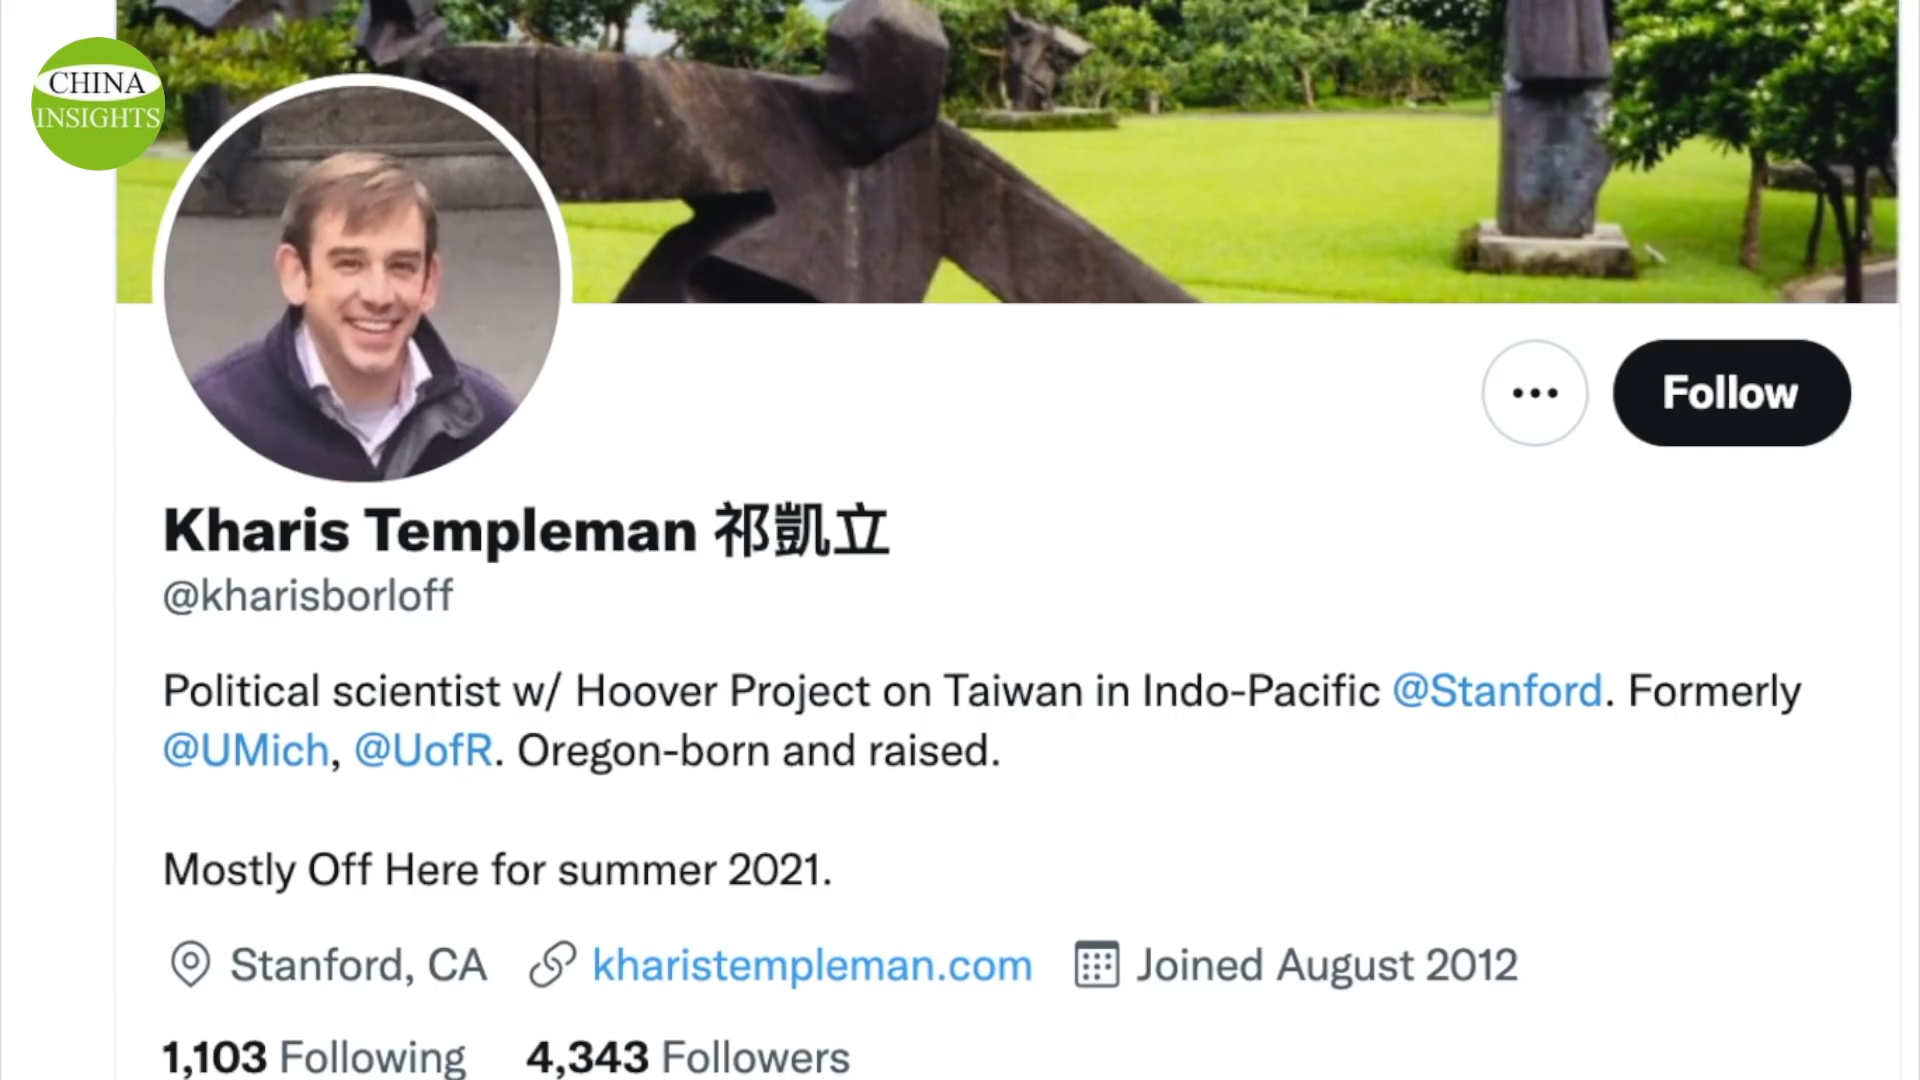 CHINA
INSIGHTS
Follow
Kharis Templeman 祁凱立
@kharisborloff
Political scientist w/ Hoover Project on Taiwan in Indo-Pacific @Stanford. Formerly
@UMich, @UofR. Oregon-born and raised.
Mostly Off Here for summer 2021.
Stanford, CA kharistempleman.com Joined August 2012
1,103 Following 4,343 Followers